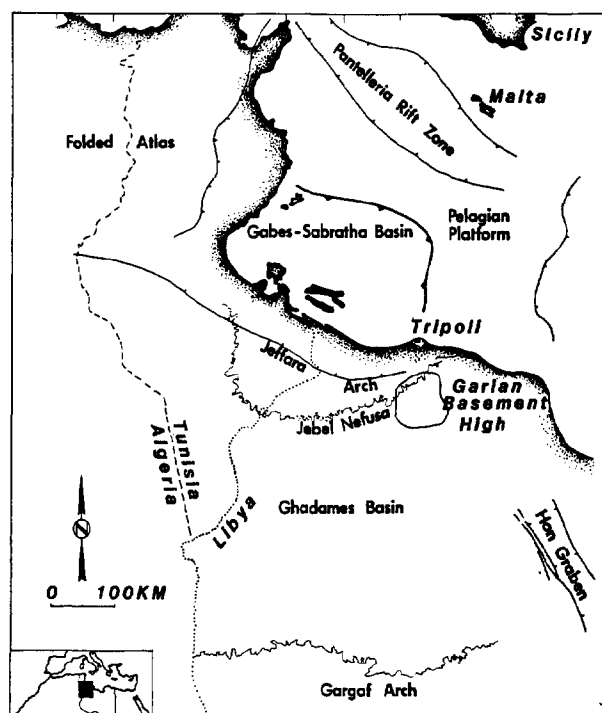 Sicily
Malta
Pantelleria Rift Zone
Folded Atlas
Gabes-Sabratha Basin
Pelagian
Platform
Tripoli
Jeffara
Arch
Garian
Basement
High
Jebel Nefusa
Tunisia
Algeria
Libya
Ghadames Basin
Hon Graben
N
0 100KM
Gargaf Arch